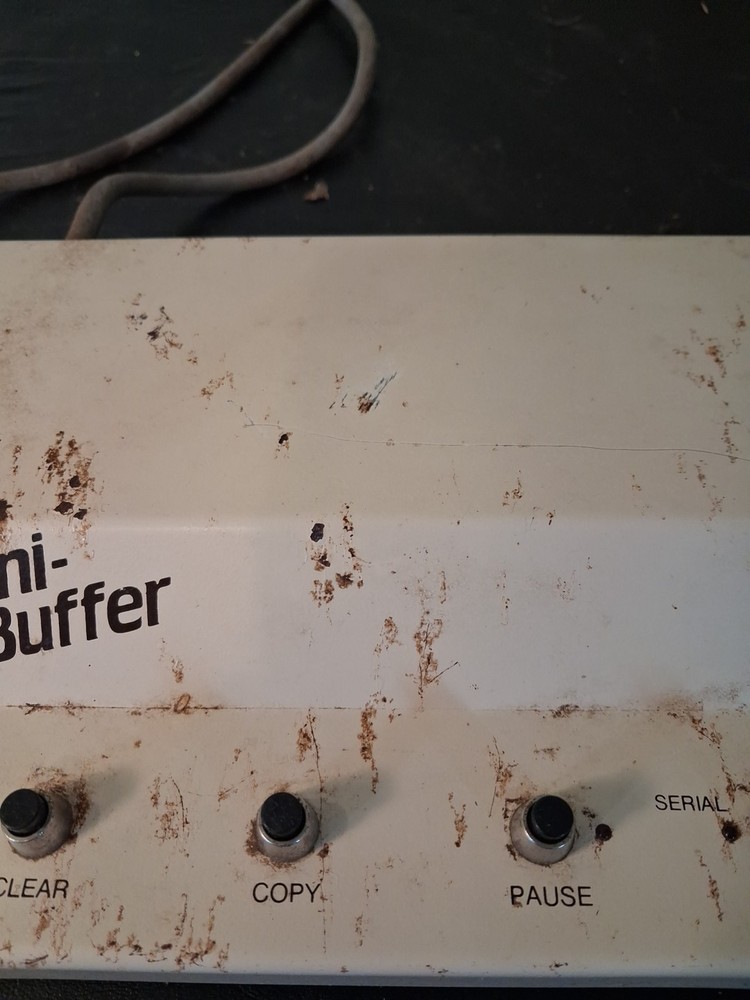 ni-
Buffer
SERIAL
CLEAR
COPY
PAUSE